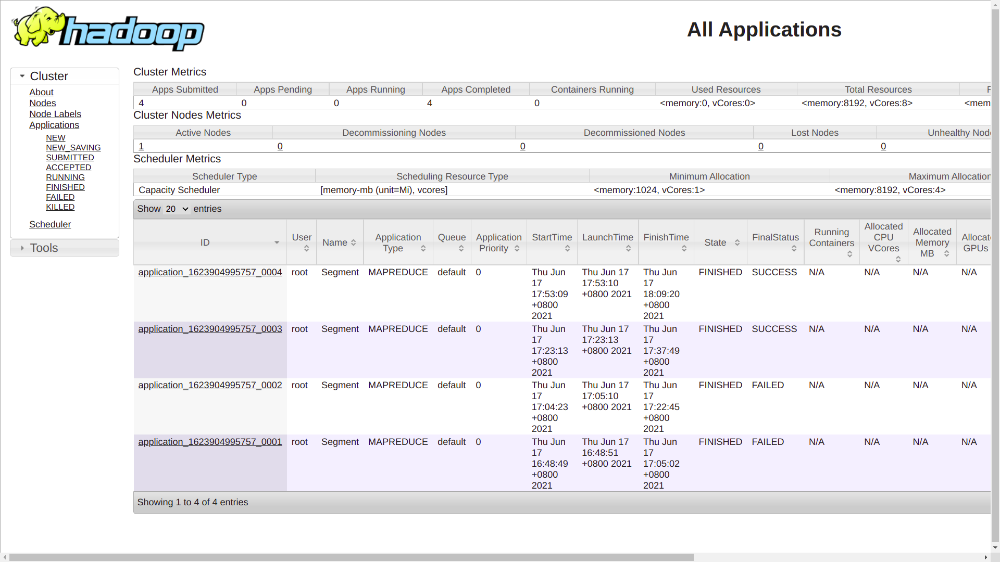 hadoop
All Applications
Cluster
About
Nodes
Node Labels
Applications
NEW
NEW_SAVING
SUBMITTED
ACCEPTED
RUNNING
FINISHED
FAILED
KILLED
Scheduler
Tools
Cluster Metrics
Apps Submitted Apps Pending Apps Running Apps Completed Containers Running Used Resources Total Resources
4 0 0 4 0 <memory:0, vCores:0> <memory:8192, vCores:8> <mem
Cluster Nodes Metrics
Active Nodes Decommissioning Nodes Decommissioned Nodes Lost Nodes Unhealthy Nod
1 0 0 0 0
Scheduler Metrics
Scheduler Type Scheduling Resource Type Minimum Allocation Maximum Allocation
Capacity Scheduler [memory-mb (unit=Mi), vcores] <memory:1024, vCores:1> <memory:8192, vCores:4>
Show 20 entries
ID User Name Application Type Queue Application Priority StartTime LaunchTime FinishTime State FinalStatus Running Containers Allocated CPU VCores Allocated Memory MB Allocat GPUs
application_1623904995757_0004 root Segment MAPREDUCE default 0 Thu Jun 17 17:53:09 +0800 2021 Thu Jun 17 17:53:10 +0800 2021 Thu Jun 17 18:09:20 +0800 2021 FINISHED SUCCESS N/A N/A N/A N/A
application_1623904995757_0003 root Segment MAPREDUCE default 0 Thu Jun 17 17:23:13 +0800 2021 Thu Jun 17 17:23:13 +0800 2021 Thu Jun 17 17:37:49 +0800 2021 FINISHED SUCCESS N/A N/A N/A N/A
application_1623904995757_0002 root Segment MAPREDUCE default 0 Thu Jun 17 17:04:23 +0800 2021 Thu Jun 17 17:05:10 +0800 2021 Thu Jun 17 17:22:45 +0800 2021 FINISHED FAILED N/A N/A N/A N/A
application_1623904995757_0001 root Segment MAPREDUCE default 0 Thu Jun 17 16:48:49 +0800 2021 Thu Jun 17 16:48:51 +0800 2021 Thu Jun 17 17:05:02 +0800 2021 FINISHED FAILED N/A N/A N/A N/A
Showing 1 to 4 of 4 entries